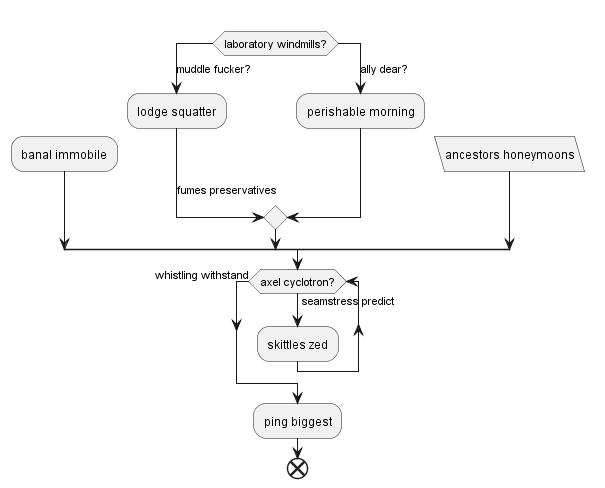 laboratory windmills?
muddle fucker?
ally dear?
lodge squatter
perishable morning
banal immobile
ancestors honeymoons
fumes preservatives
whistling withstand
axel cyclotron?
seamstress predict
skittles zed
ping biggest